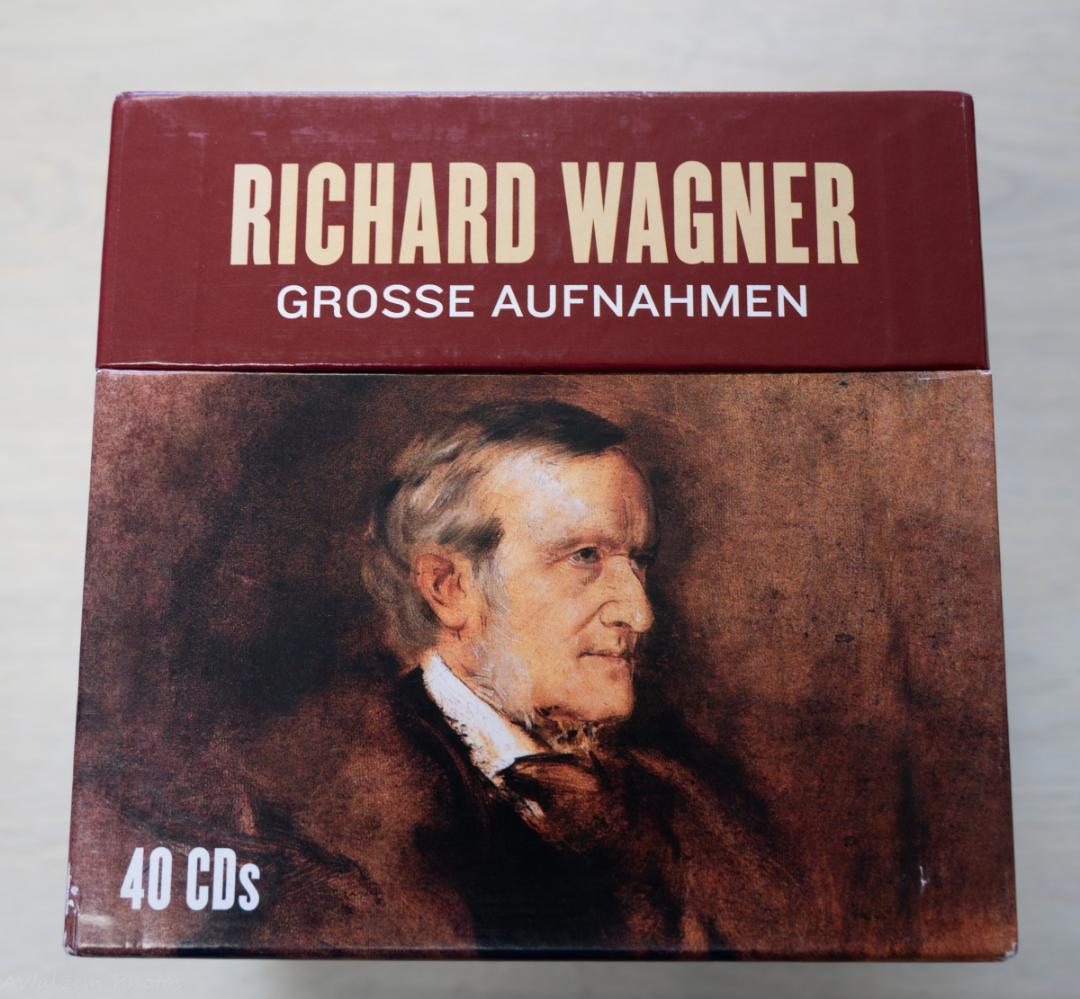 RICHARD WAGNER
GROSSE AUFNAHMEN
40 CDs